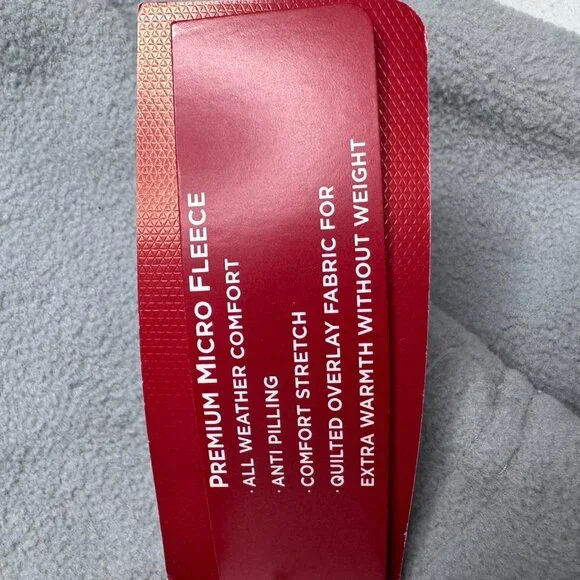 PREMIUM MICRO FLEECE
· ALL WEATHER COMFORT
· ANTI PILLING
· COMFORT STRETCH
· QUILTED OVERLAY FABRIC FOR
EXTRA WARMTH WITHOUT WEIGHT